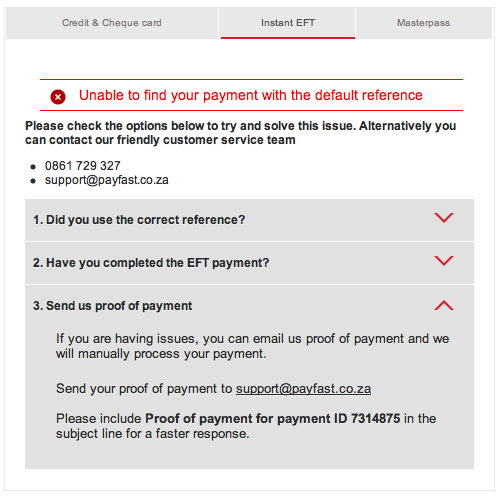 Credit & Cheque card
Instant EFT
Masterpass
Unable to find your payment with the default reference
Please check the options below to try and solve this issue. Alternatively you
can contact our friendly customer service team
0861 729 327
support@payfast.co.za
1. Did you use the correct reference?
2. Have you completed the EFT payment?
3. Send us proof of payment
If you are having issues, you can email us proof of payment and we
will manually process your payment.
Send your proof of payment to support@payfast.co.za
Please include Proof of payment for payment ID 7314875 in the
subject line for a faster response.